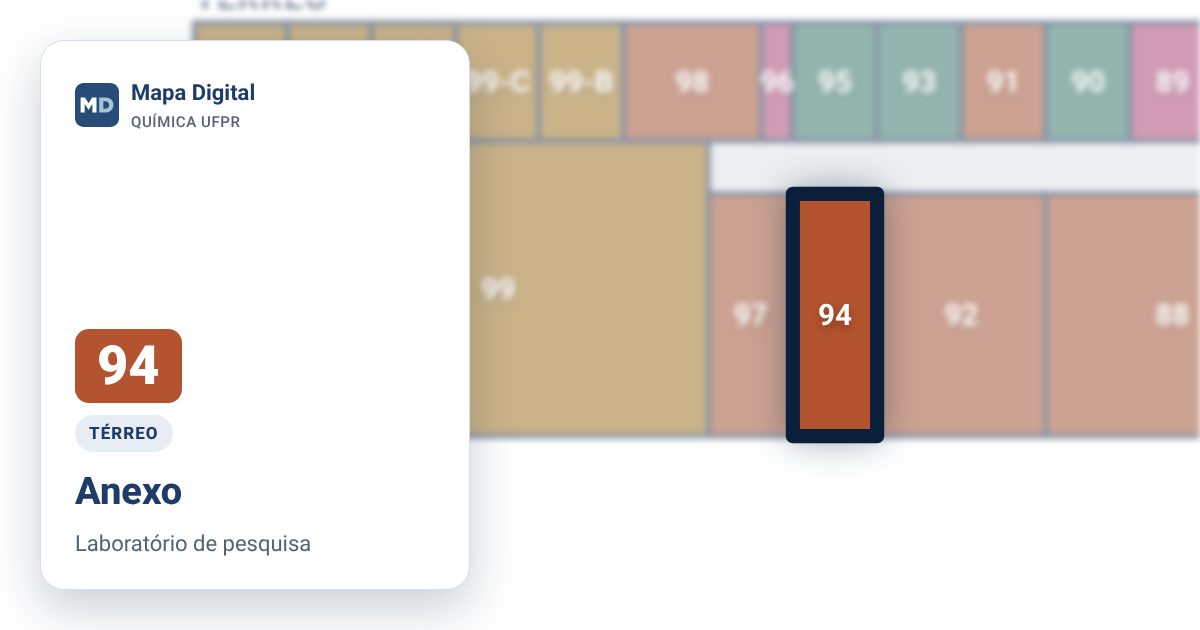 MD
Mapa Digital
QUÍMICA UFPR
94
TÉRREO
Anexo
Laboratório de pesquisa
99-C
99-B
98
96
95
93
91
90
89
99
97
94
92
88